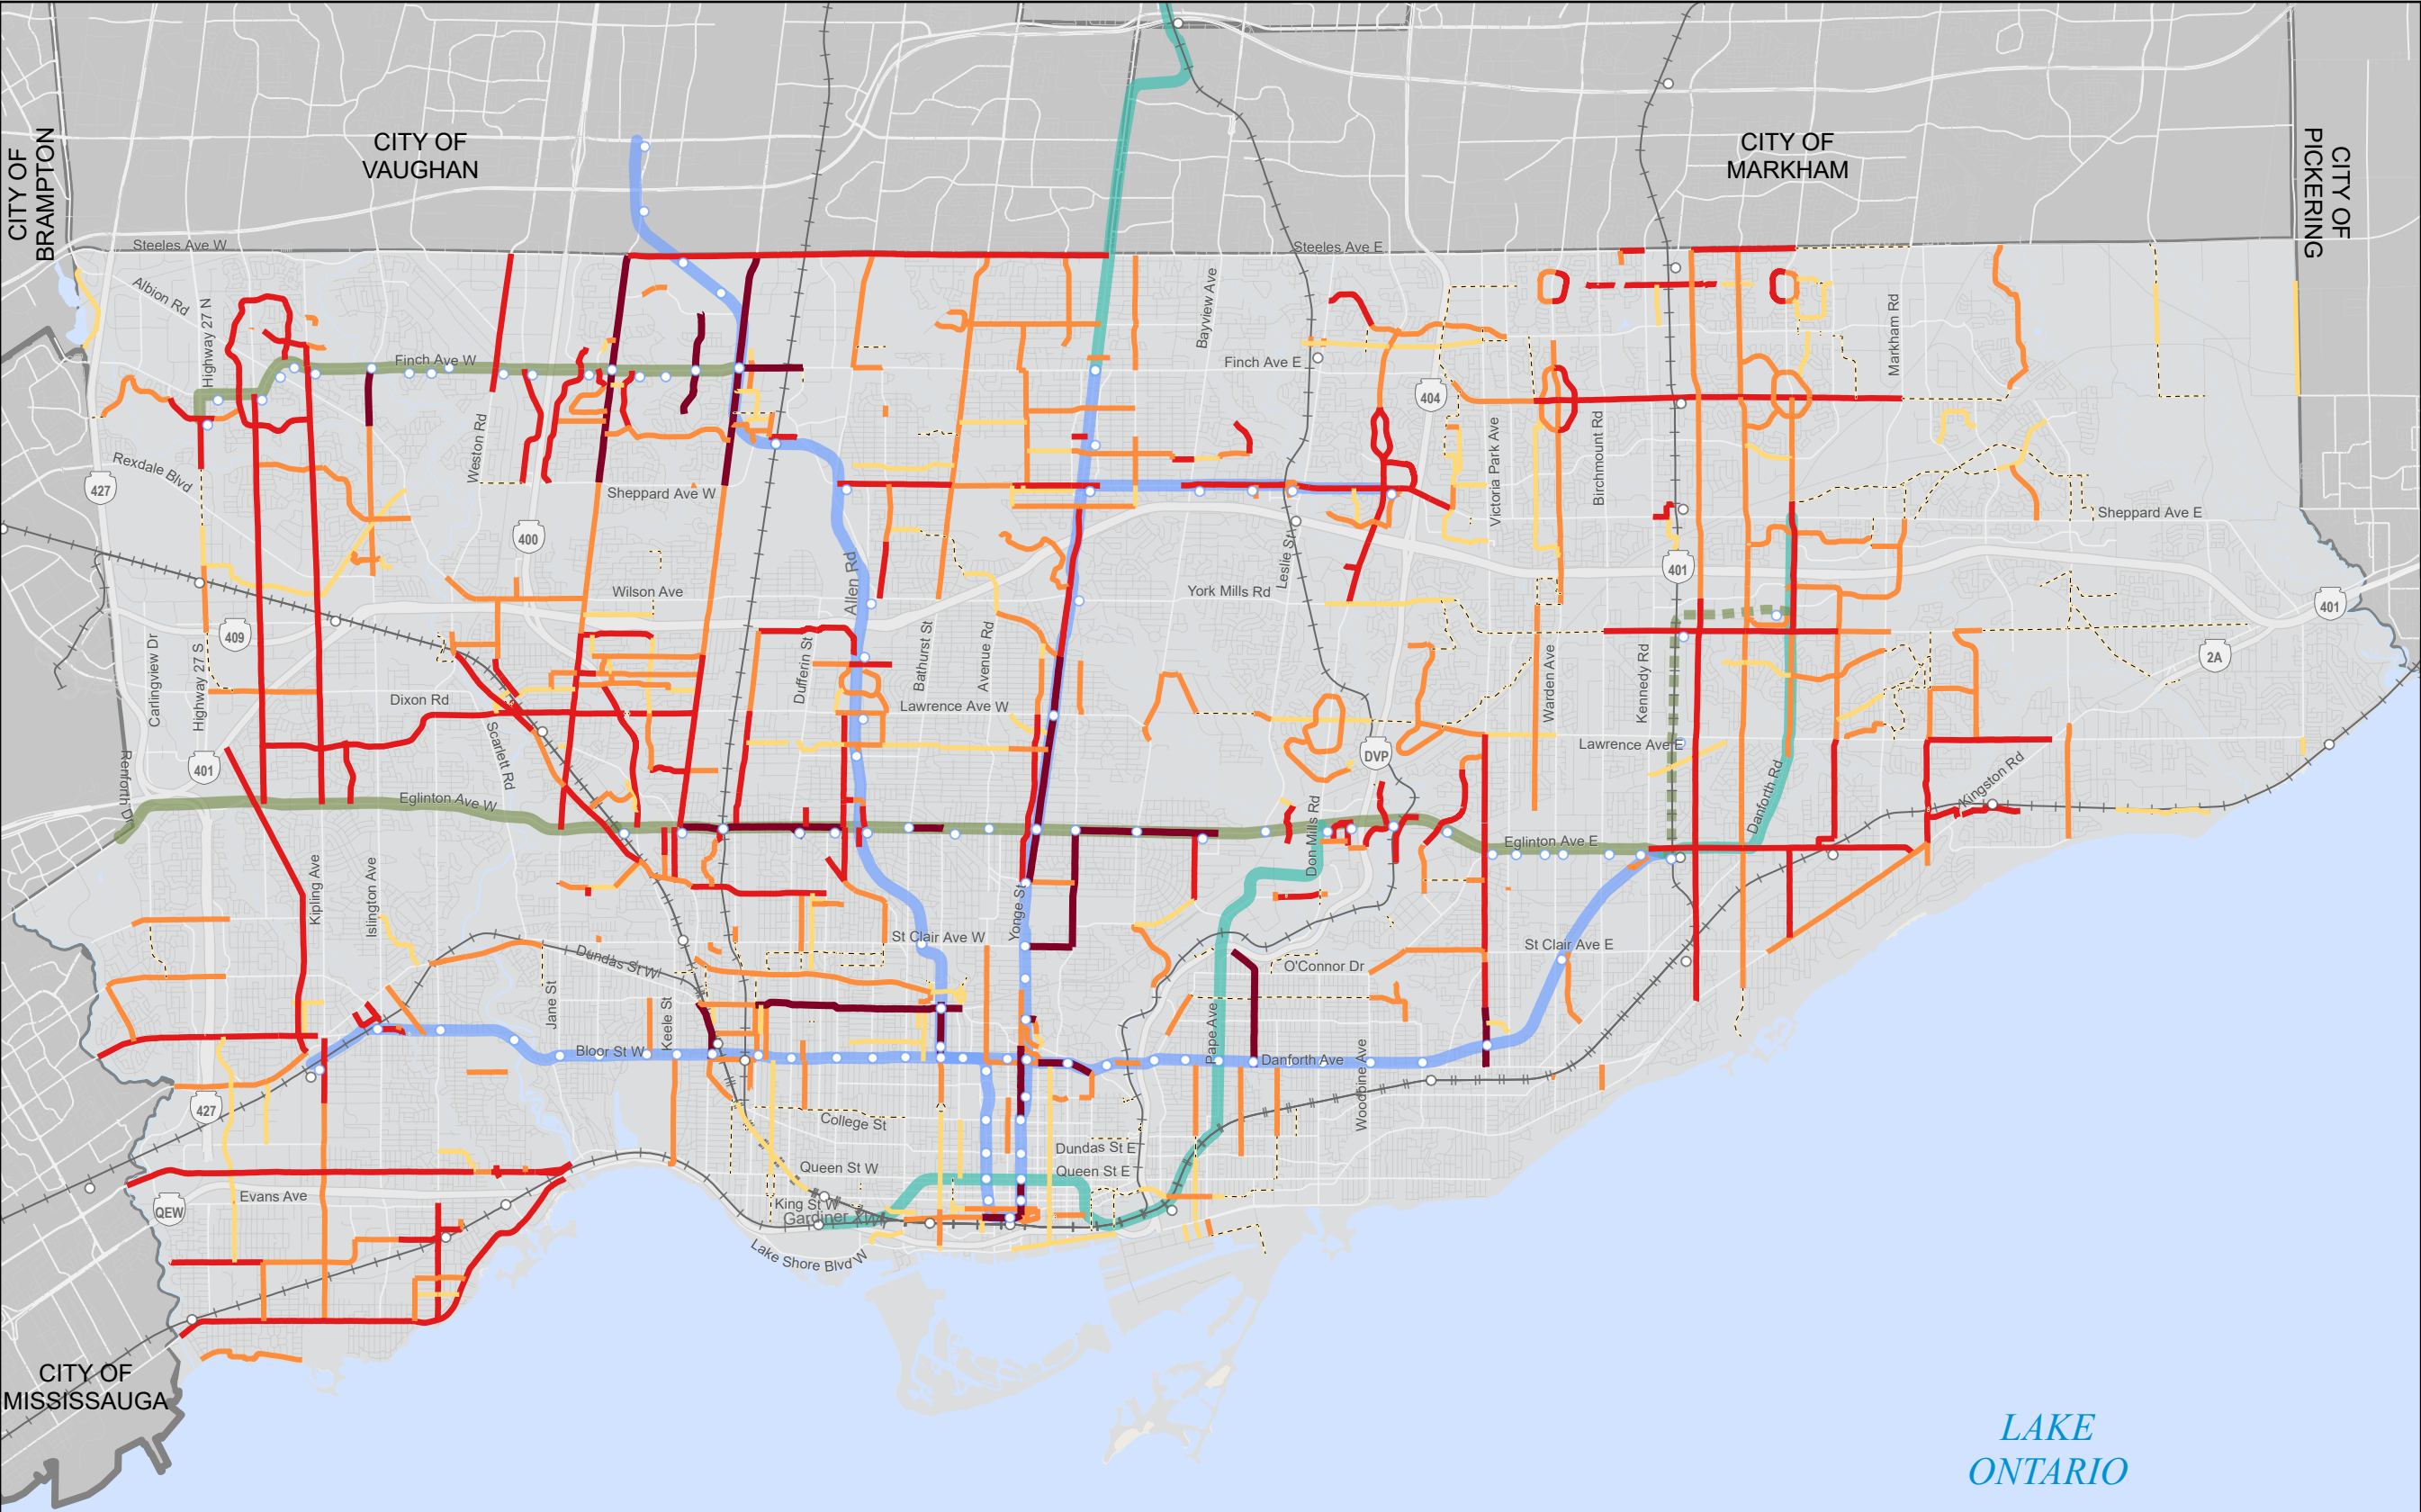 CITY OF
BRAMPTON
CITY OF
VAUGHAN
CITY OF
MARKHAM
CITY OF
PICKERING
Steeles Ave W
Steeles Ave E
Albion Rd
Highway 27 N
Bayview Ave
Markham Rd
Finch Ave W
Finch Ave E
404
Weston Rd
Victoria Park Ave
Birchmount Rd
Rexdale Blvd
427
Sheppard Ave W
Sheppard Ave E
400
Allen Rd
Leslie St
401
Wilson Ave
York Mills Rd
401
409
Carlingview Dr
Highway 27 S
Dufferin St
Bathurst St
Avenue Rd
Warden Ave
Kennedy Rd
2A
Dixon Rd
Lawrence Ave W
Scarlett Rd
Lawrence Ave E
DVP
401
Renforth Dr
Kingston Rd
Danforth Rd
Eglinton Ave W
Don Mills Rd
Eglinton Ave E
Kipling Ave
Islington Ave
Yonge St
St Clair Ave W
St Clair Ave E
Dundas St W
O'Connor Dr
Jane St
Keele St
Pape Ave
Woodbine Ave
Bloor St W
Danforth Ave
427
College St
Dundas St E
Queen St W
Queen St E
Evans Ave
QEW
King St W
Gardiner XW
Lake Shore Blvd W
CITY OF
MISSISSAUGA
LAKE
ONTARIO